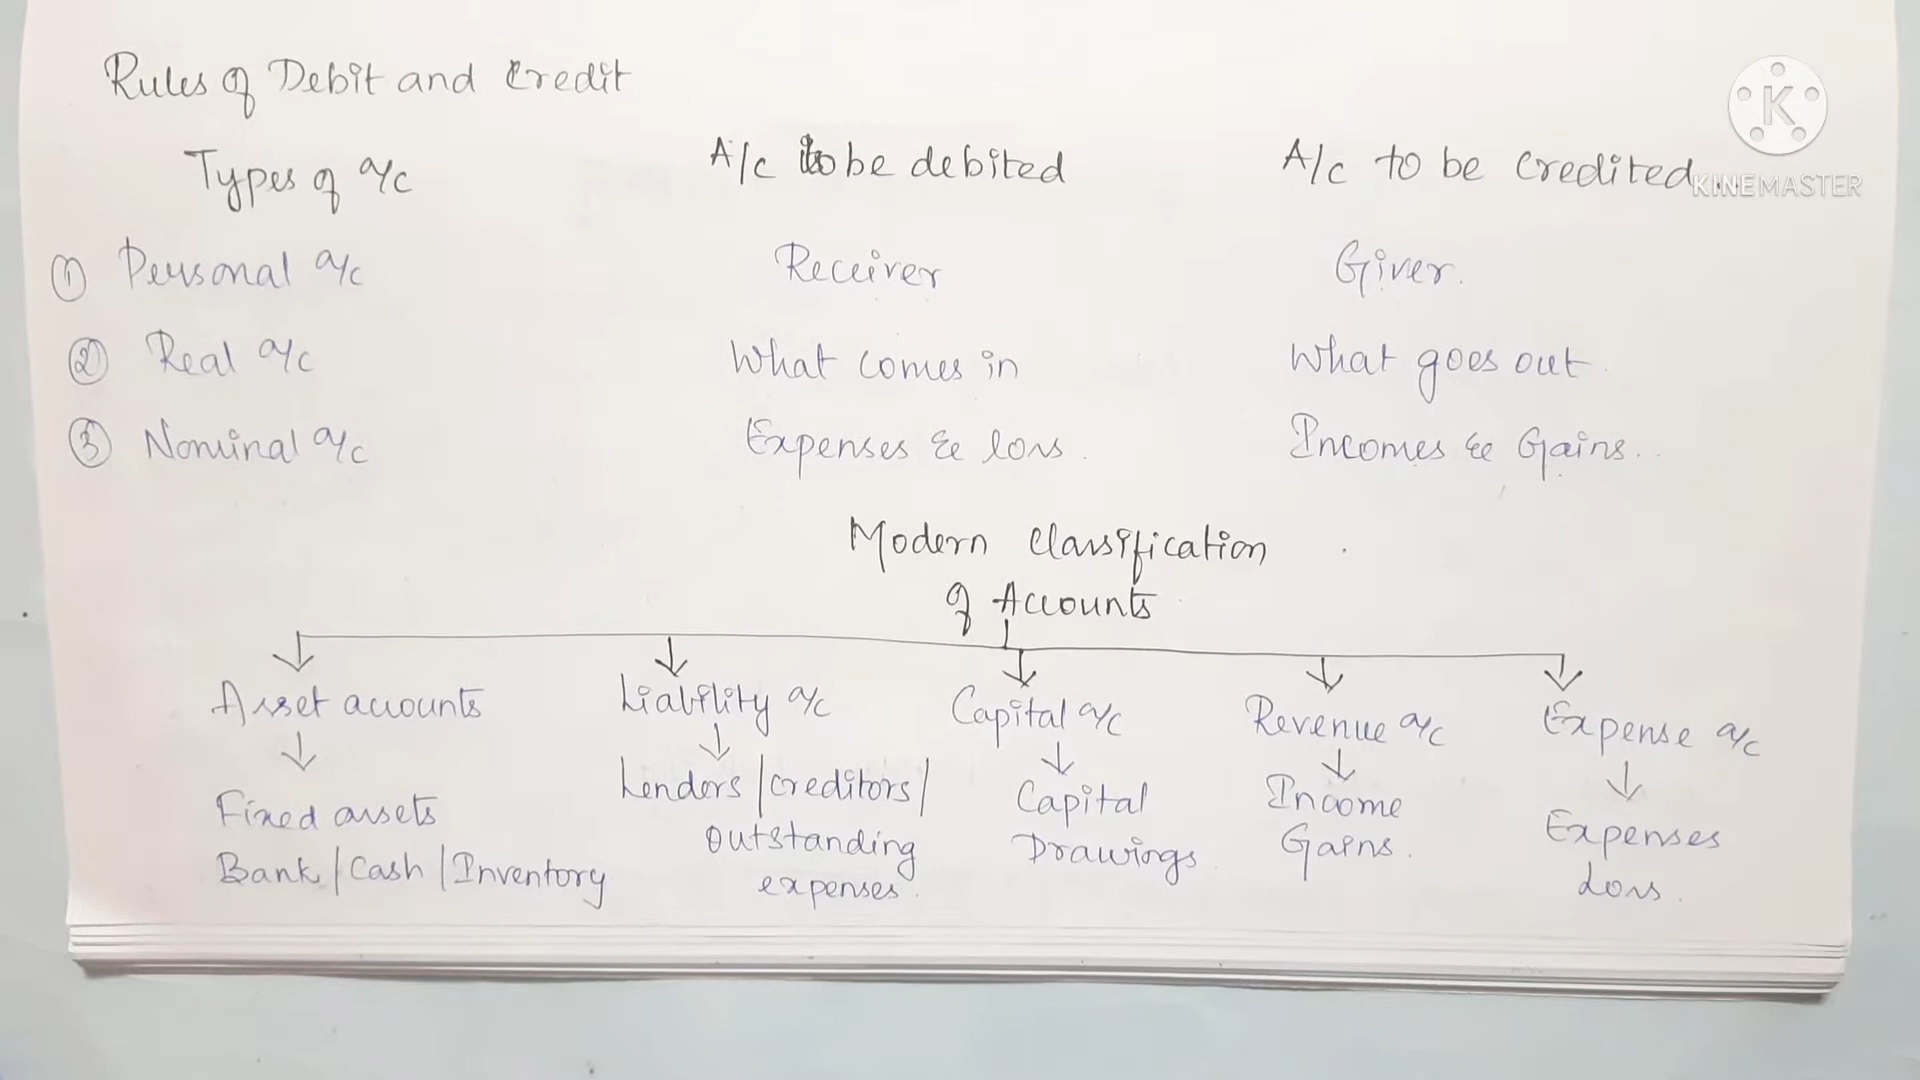 Rules of Debit and Credit
Types of a/c A/c to be debited A/c to be credited
① Personal a/c Receiver Giver.
② Real a/c What comes in What goes out.
③ Nominal a/c Expenses & loss. Incomes & Gains..
Modern Classification
of Accounts
Asset accounts Liability a/c Capital a/c Revenue a/c Expense a/c
Fixed assets Lenders/creditors/ Capital Income Expenses
Bank/Cash/Inventory outstanding Drawings. Gains. Loss.
expenses.
K
KINEMASTER